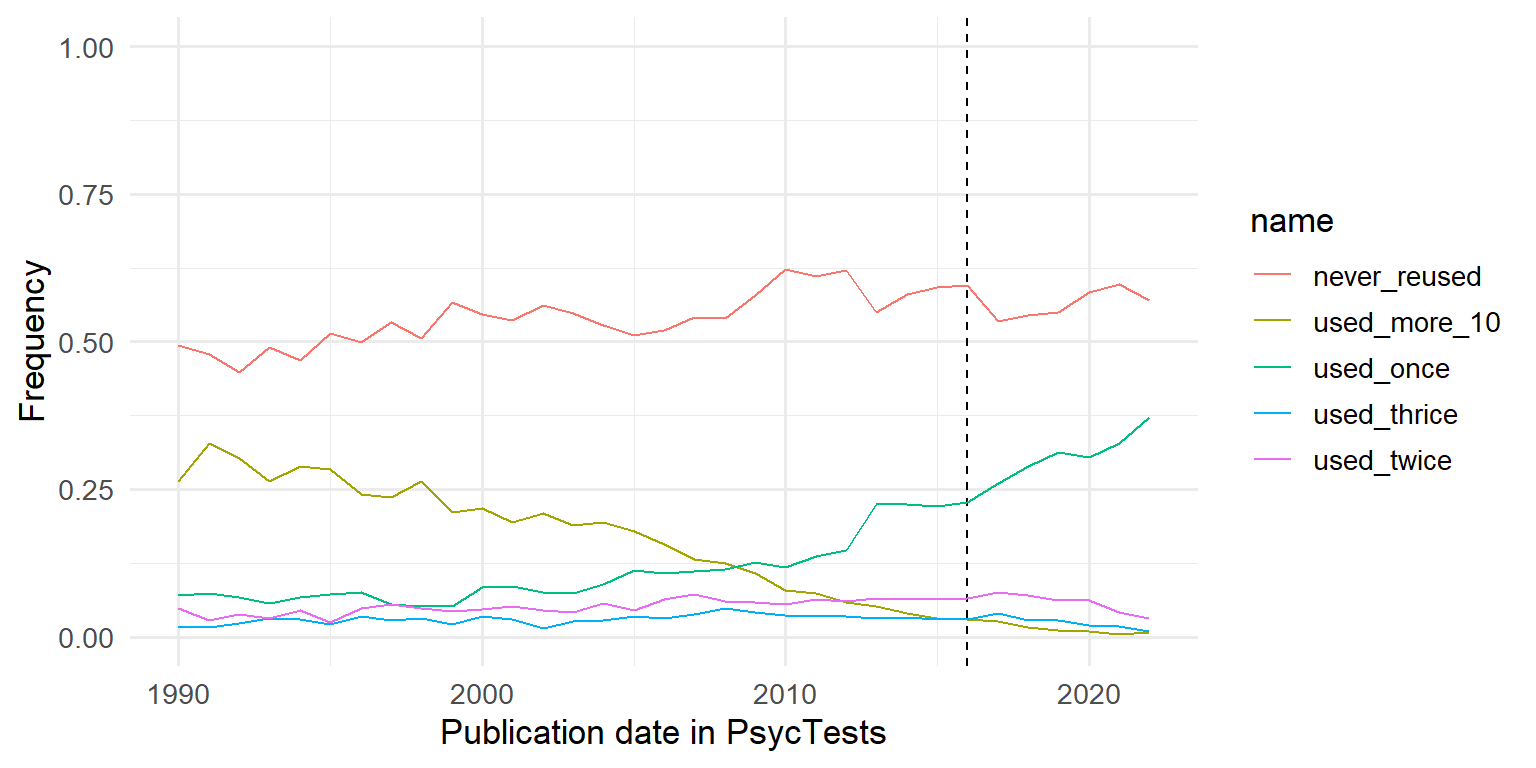 1.00
0.75
0.50
0.25
0.00
Frequency
1990
2000
2010
2020
Publication date in PsycTests
name
never_reused
used_more_10
used_once
used_thrice
used_twice